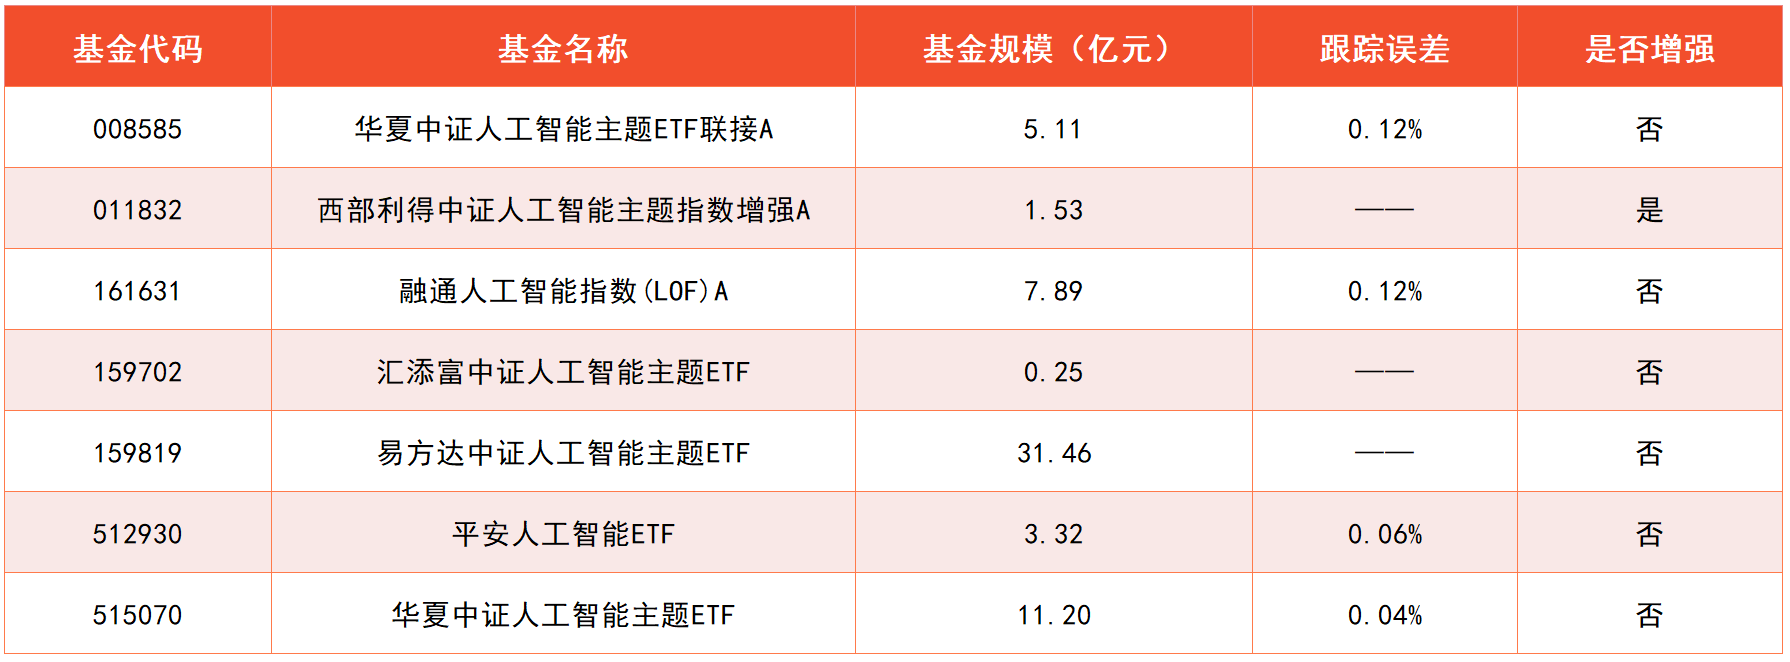 基金代码 基金名称 基金规模（亿元） 跟踪误差 是否增强
008585 华夏中证人工智能主题ETF联接A 5.11 0.12% 否
011832 西部利得中证人工智能主题指数增强A 1.53 —— 是
161631 融通人工智能指数(LOF)A 7.89 0.12% 否
159702 汇添富中证人工智能主题ETF 0.25 —— 否
159819 易方达中证人工智能主题ETF 31.46 —— 否
512930 平安人工智能ETF 3.32 0.06% 否
515070 华夏中证人工智能主题ETF 11.20 0.04% 否